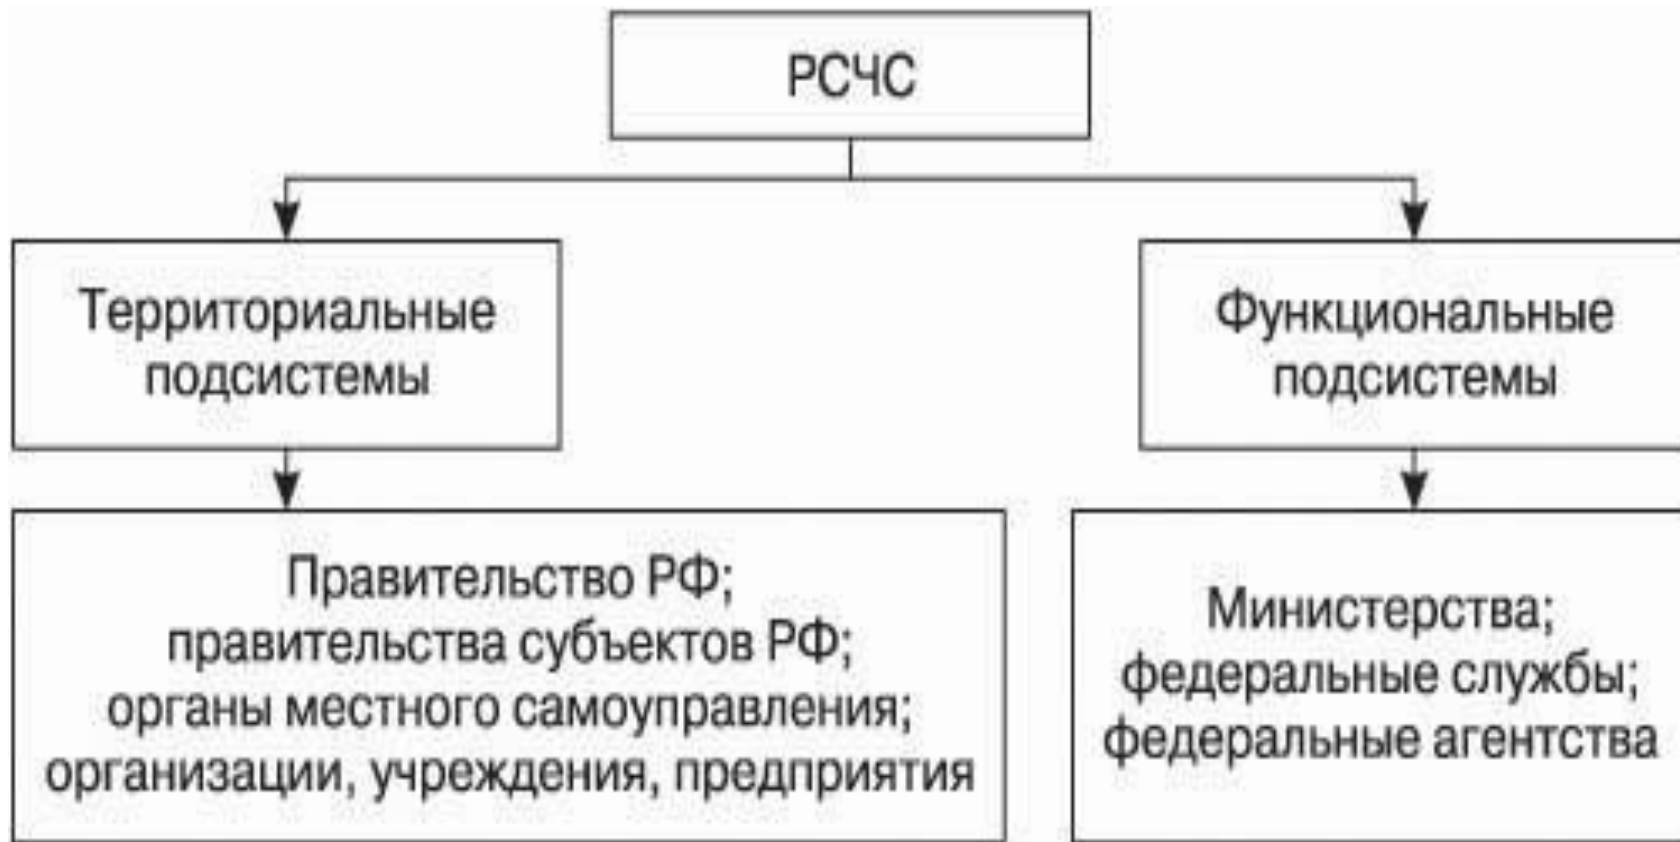 РСЧС
Территориальные
подсистемы
Функциональные
подсистемы
Правительство РФ;
правительства субъектов РФ;
органы местного самоуправления;
организации, учреждения, предприятия
Министерства;
федеральные службы;
федеральные агентства